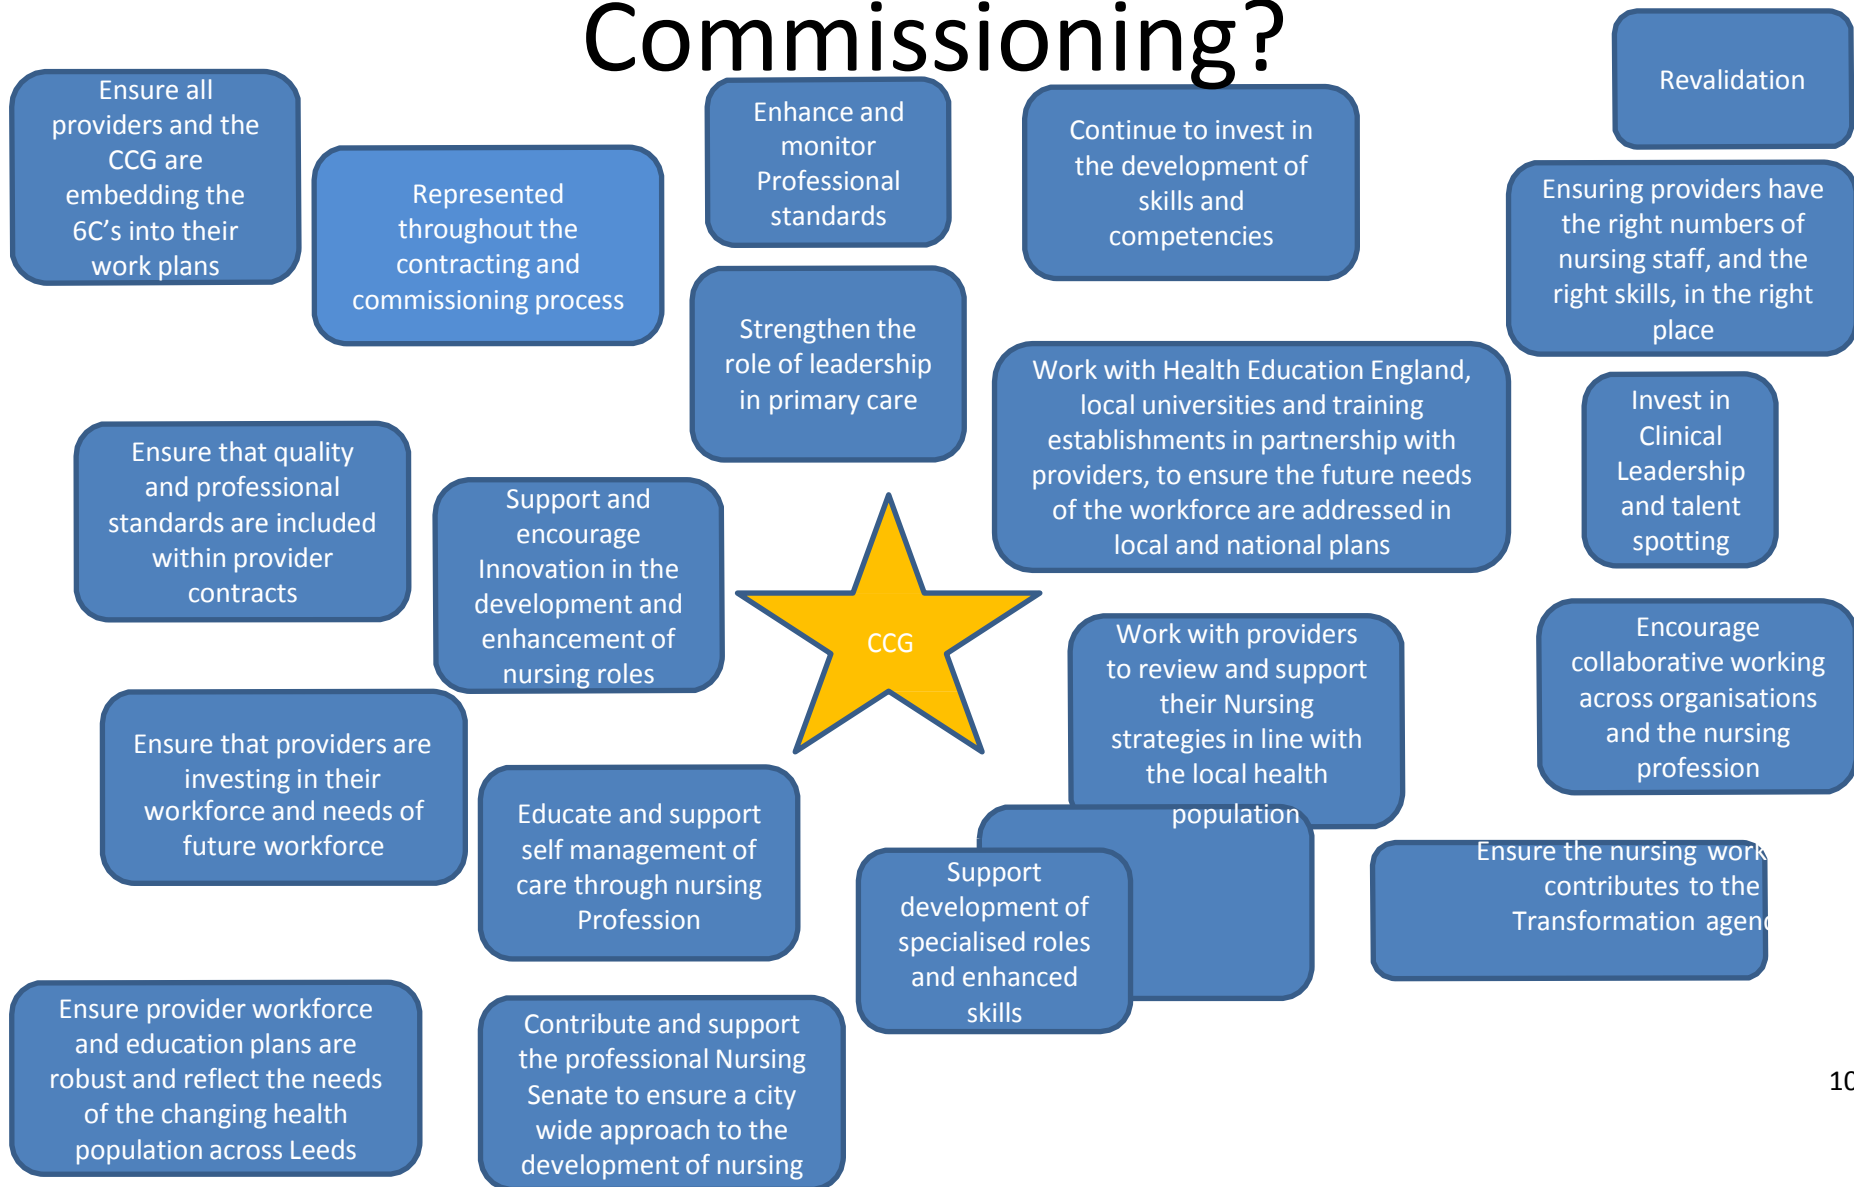 Commissioning?
Ensure all
providers and the
CCG are
embedding the
6C's into their
work plans
Represented
throughout the
contracting and
commissioning process
Enhance and
monitor
Professional
standards
Continue to invest in
the development of
skills and
competencies
Revalidation
Ensuring providers have
the right numbers of
nursing staff, and the
right skills, in the right
place
Strengthen the
role of leadership
in primary care
Work with Health Education England,
local universities and training
establishments in partnership with
providers, to ensure the future needs
of the workforce are addressed in
local and national plans
Invest in
Clinical
Leadership
and talent
spotting
Ensure that quality
and professional
standards are included
within provider
contracts
Support and
encourage
Innovation in the
development and
enhancement of
nursing roles
CCG
Work with providers
to review and support
their Nursing
strategies in line with
the local health
population
Encourage
collaborative working
across organisations
and the nursing
profession
Ensure that providers are
investing in their
workforce and needs of
future workforce
Educate and support
self management of
care through nursing
Profession
Support
development of
specialised roles
and enhanced
skills
Ensure the nursing work
contributes to the
Transformation agen
Ensure provider workforce
and education plans are
robust and reflect the needs
of the changing health
population across Leeds
Contribute and support
the professional Nursing
Senate to ensure a city
wide approach to the
development of nursing
10